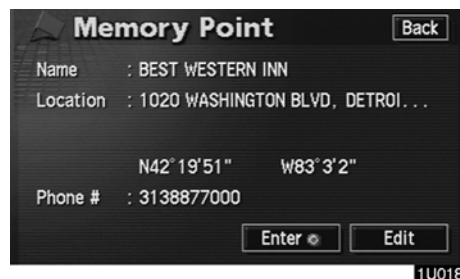 Memory Point Back
Name : BEST WESTERN INN
Location : 1020 WASHINGTON BLVD, DETROI...
N42°19'51" W83°3'2"
Phone # : 3138877000
Enter Edit
1U018